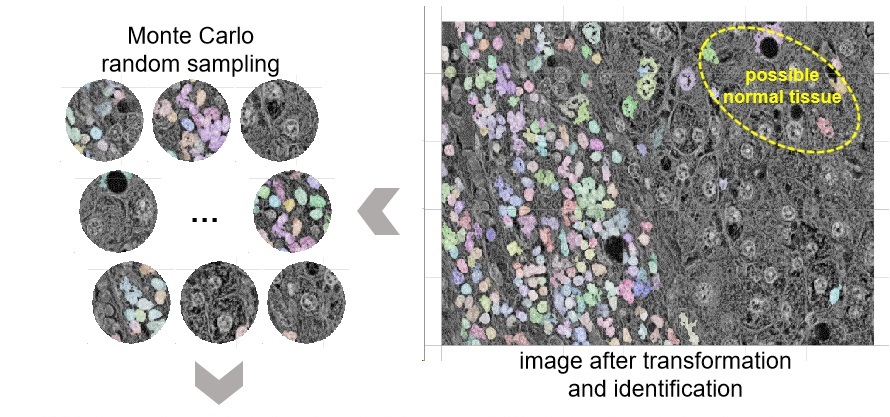 Monte Carlo
random sampling
...
possible
normal tissue
image after transformation
and identification